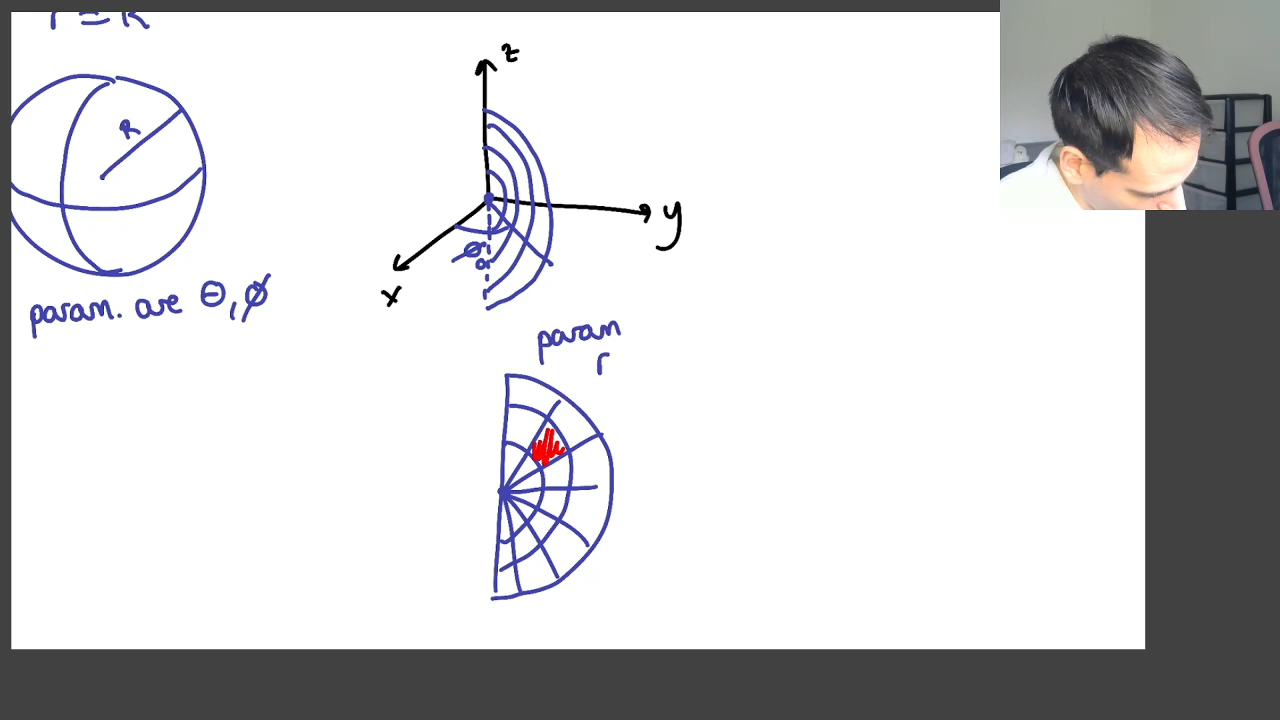 r = R
R
param. are θ, φ
z
y
x
θ
param
r